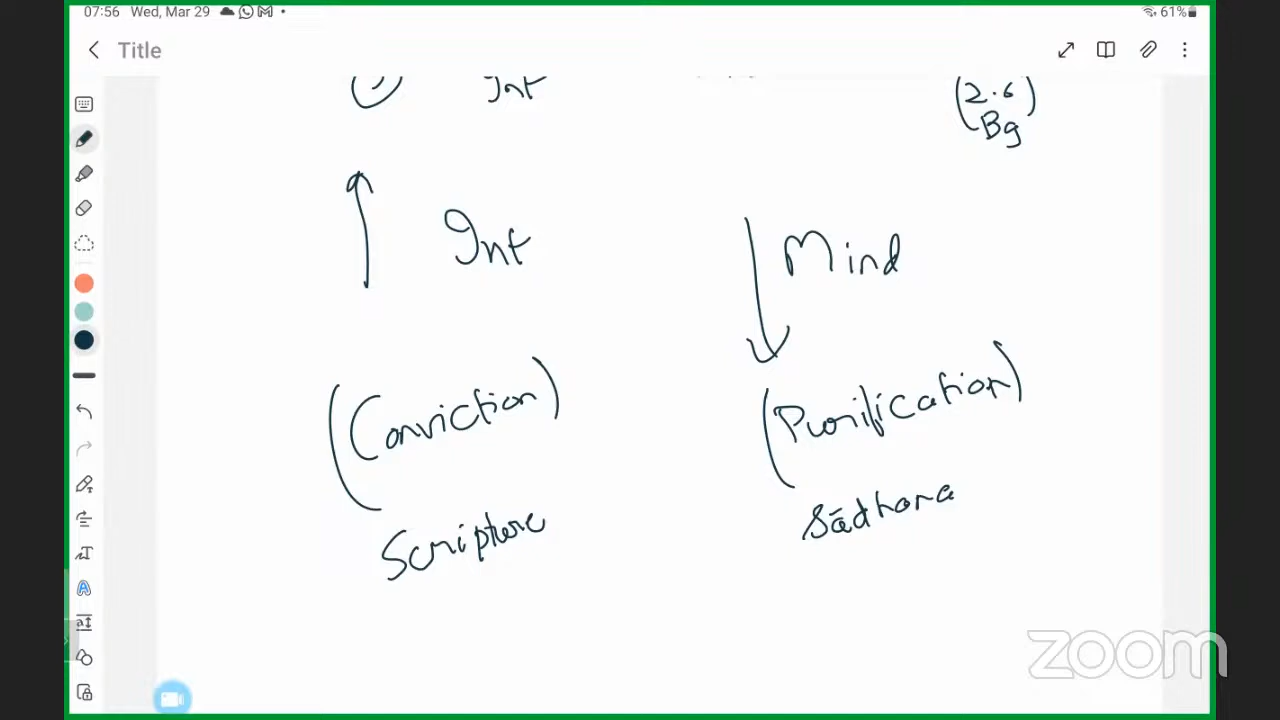 07:56 Wed, Mar 29
61%
Title
Int
(2.6
Bg)
Int
Mind
(Conviction)
(Purification)
Scripture
Sādhana
zoom